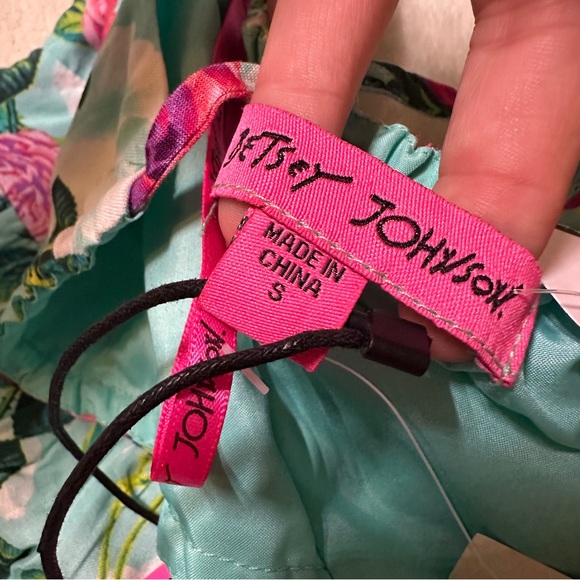 BETSEY JOHNSON.
MADE IN
CHINA
S
JOHNSON.